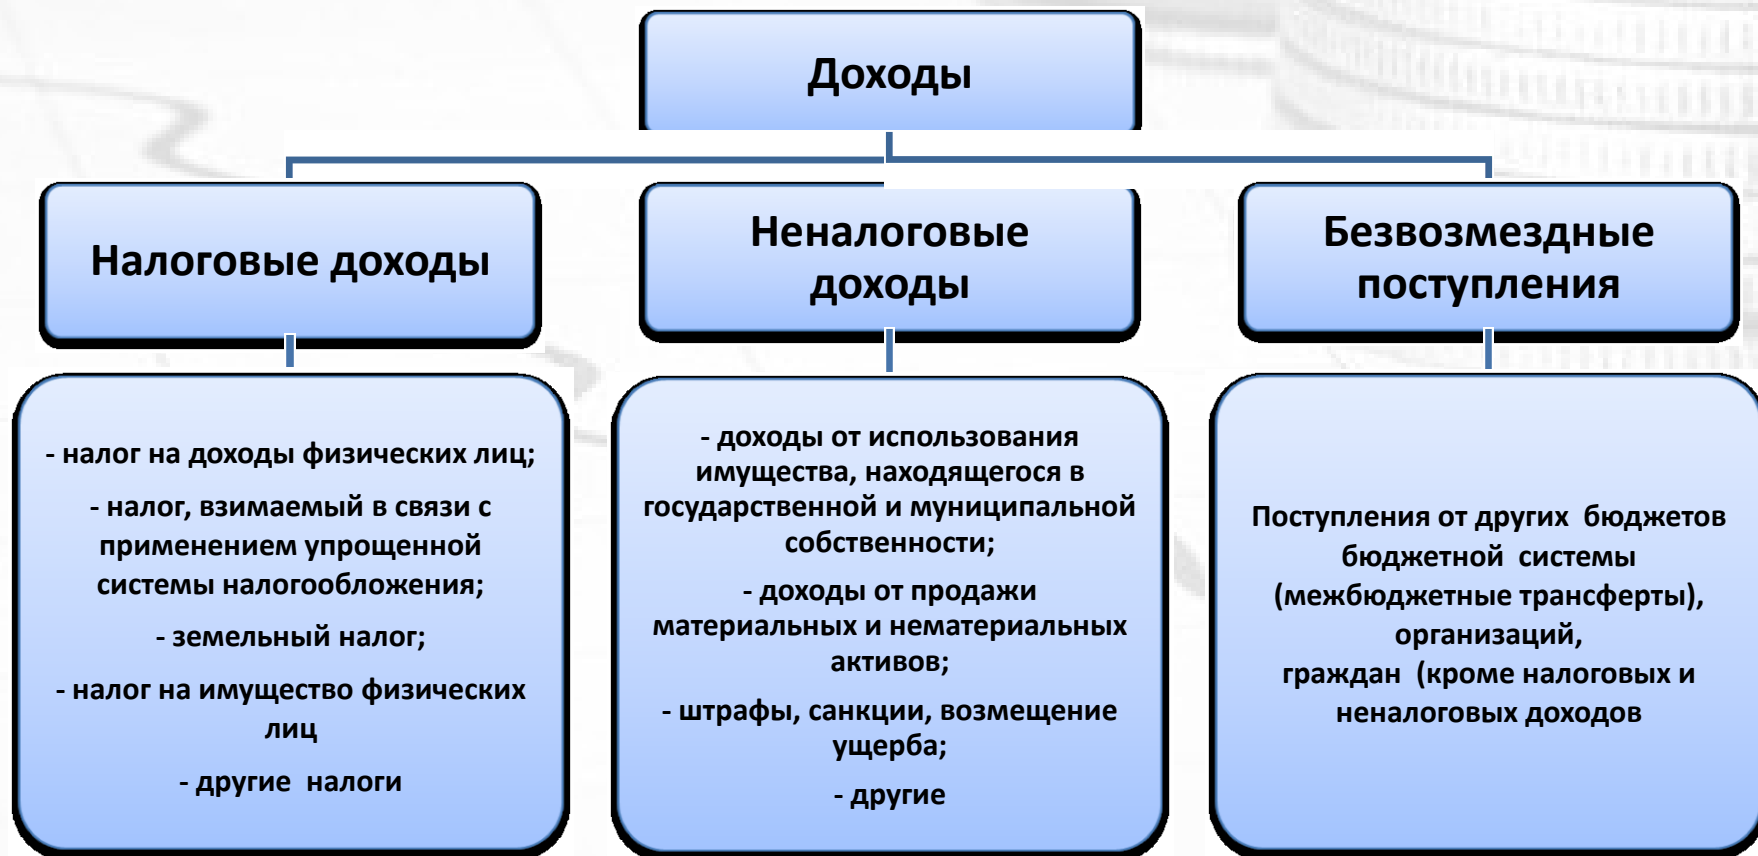 Доходы
Налоговые доходы
Неналоговые
доходы
Безвозмездные
поступления
- налог на доходы физических лиц;
- налог, взимаемый в связи с
применением упрощенной
системы налогообложения;
- земельный налог;
- налог на имущество физических
лиц
- другие налоги
- доходы от использования
имущества, находящегося в
государственной и муниципальной
собственности;
- доходы от продажи
материальных и нематериальных
активов;
- штрафы, санкции, возмещение
ущерба;
- другие
Поступления от других бюджетов
бюджетной системы
(межбюджетные трансферты),
организаций,
граждан (кроме налоговых и
неналоговых доходов